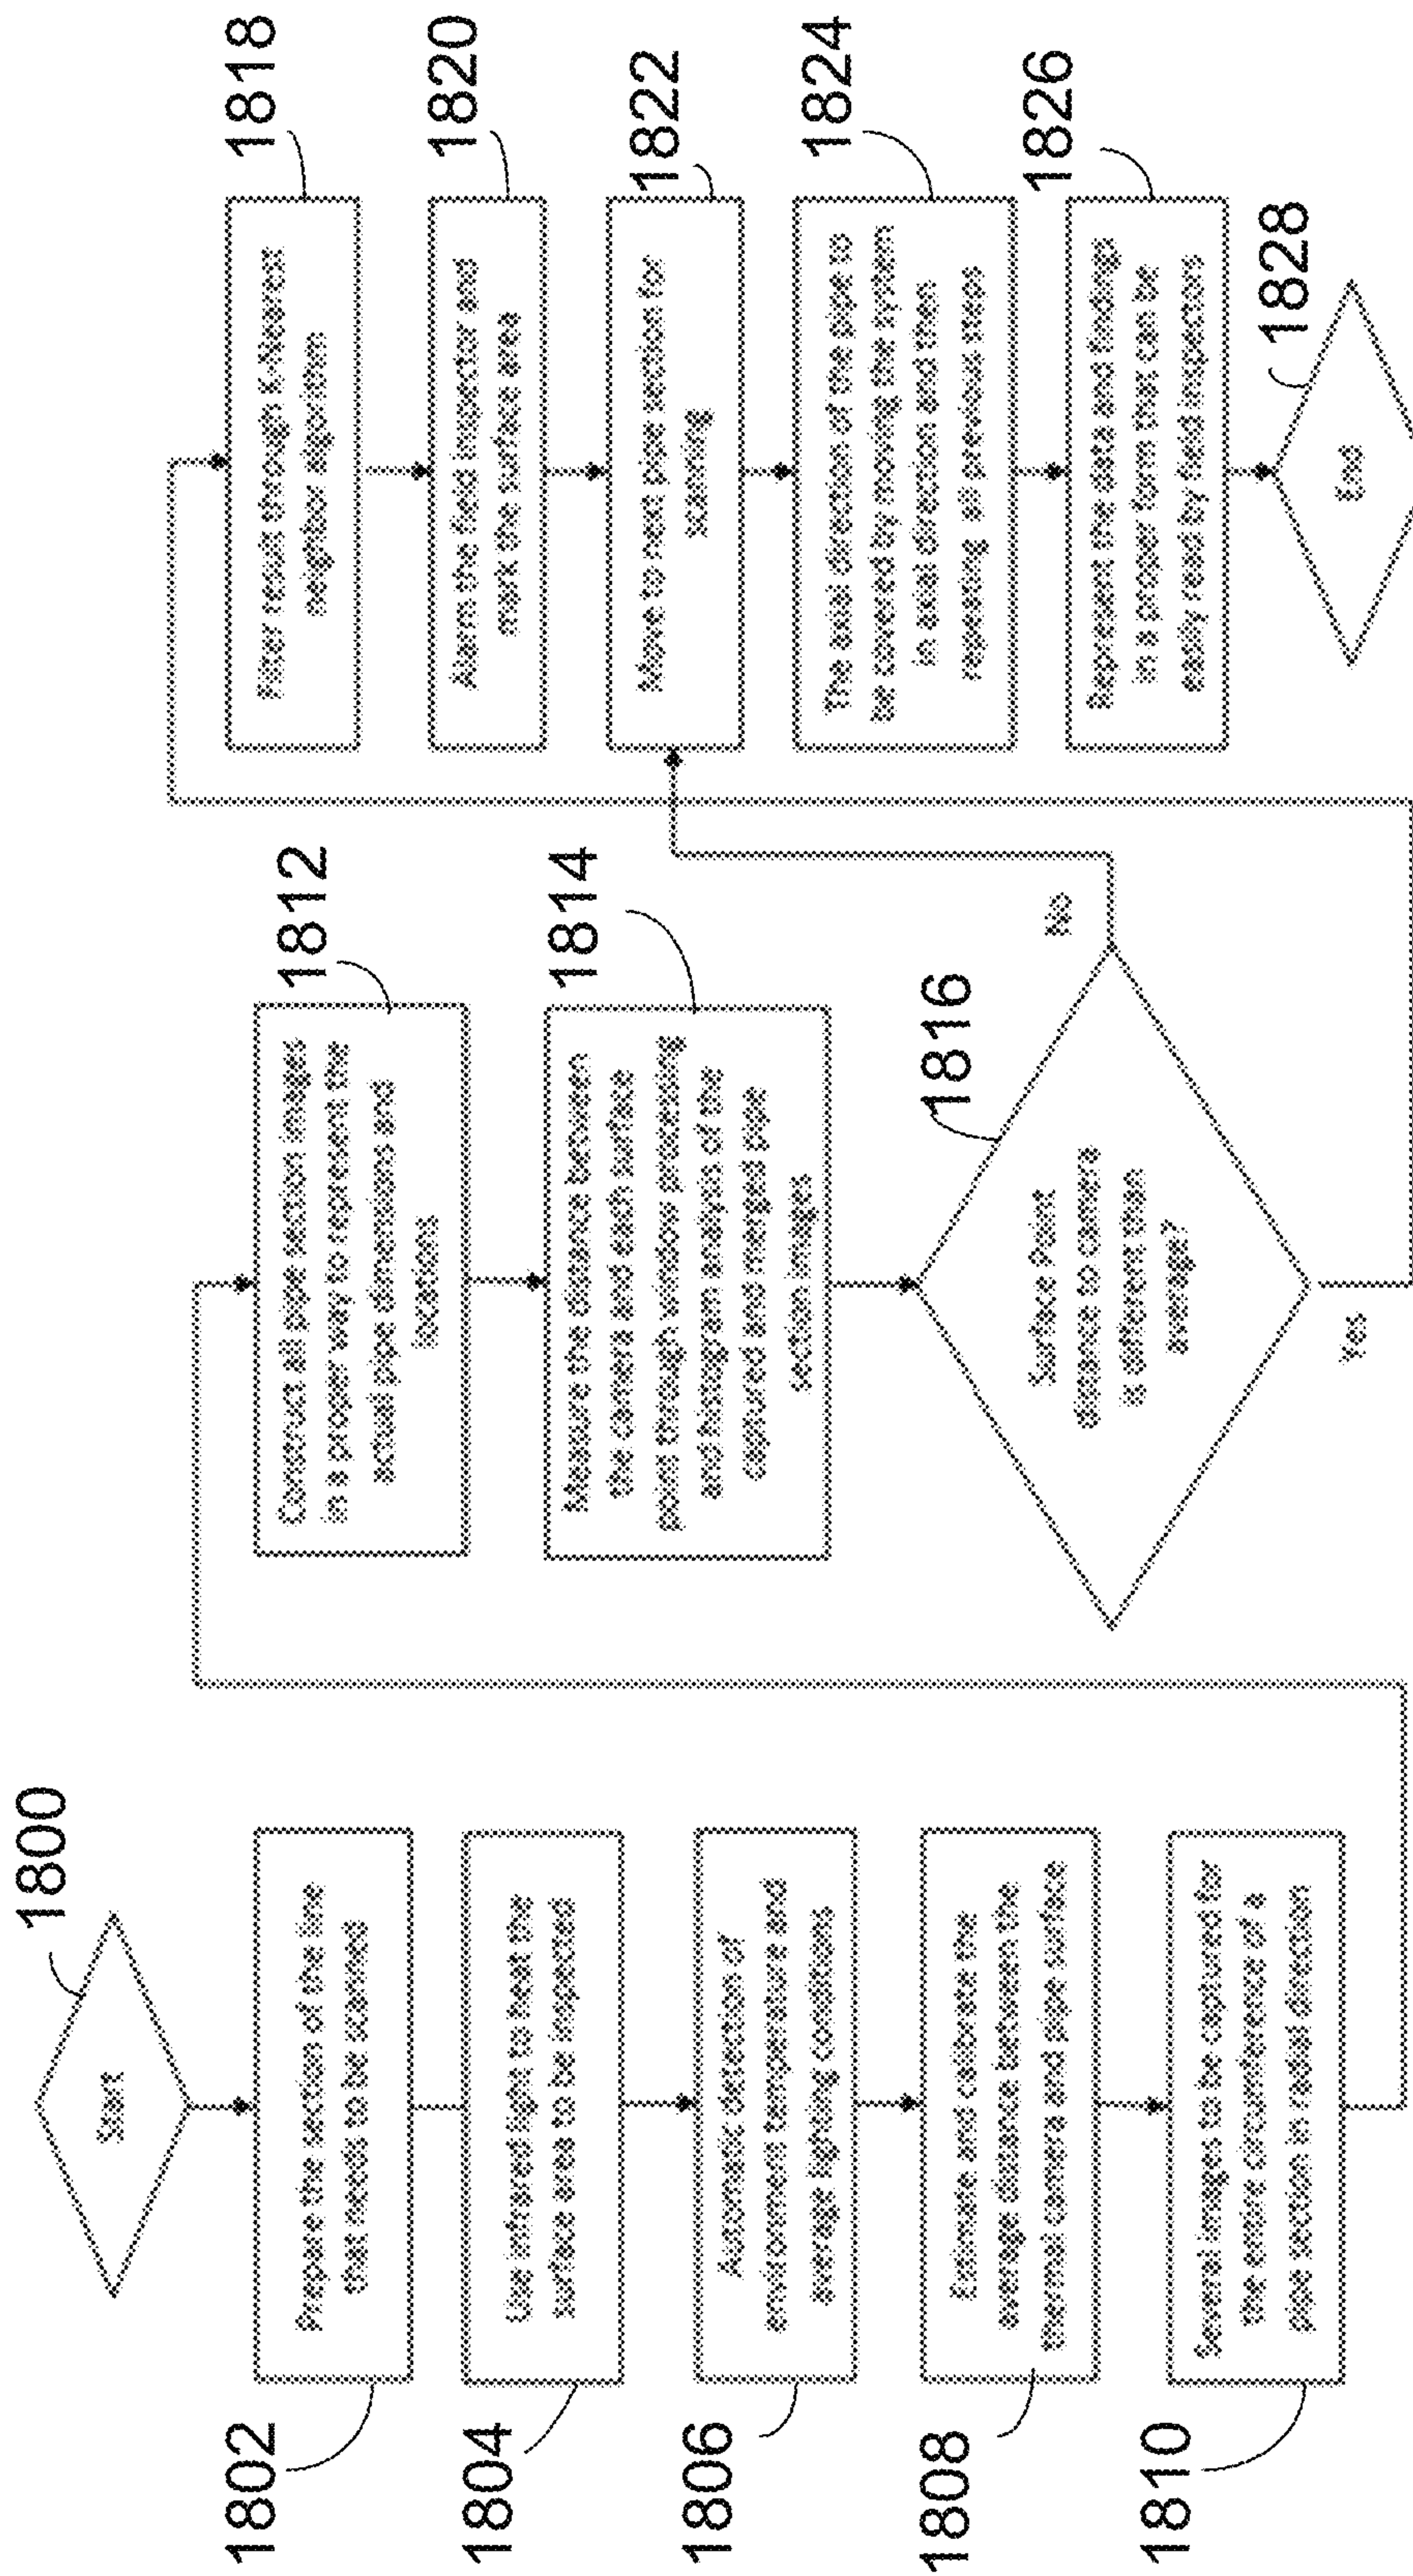 1800
Start
1802
Prepare the section of the line
that needs to be scanned
1804
Use infrared light to heat the
surface area to be inspected
1806
Automatic detection of
environment temperature and
average lighting conditions
1808
Estimate and calibrate the
average distance between the
thermal camera and pipe surface
1810
Several images to be captured for
the entire circumference of a
pipe section in radial direction
1812
Construct all pipe section images
in a proper way to represent the
actual pipe dimensions and
locations
1814
Measure the distance between
the camera and each surface
point through window processing
and histogram analysis of the
captured and merged pipe
section images
1816
Surface Point
distance to camera
is different than
average?
No
Yes
1818
Filter result through K-Nearest
neighbor algorithm
1820
Alarm the field inspector and
mark the surface area
1822
Move to next pipe section for
scanning
1824
The axial direction of the pipe to
be covered by moving the system
in axial direction and then
repeating all previous steps
1826
Represent the data and findings
in a proper form that can be
easily read by field inspectors
1828
End